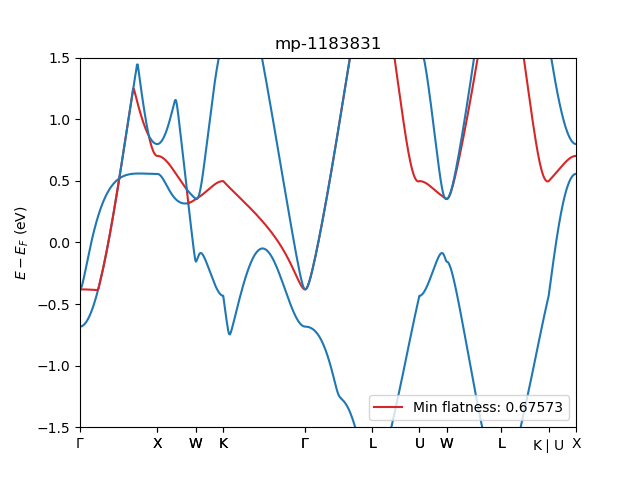 mp-1183831
E − E_F (eV)
1.5
1.0
0.5
0.0
−0.5
−1.0
−1.5
Min flatness: 0.67573
Γ X W K Γ L U W L K | U X